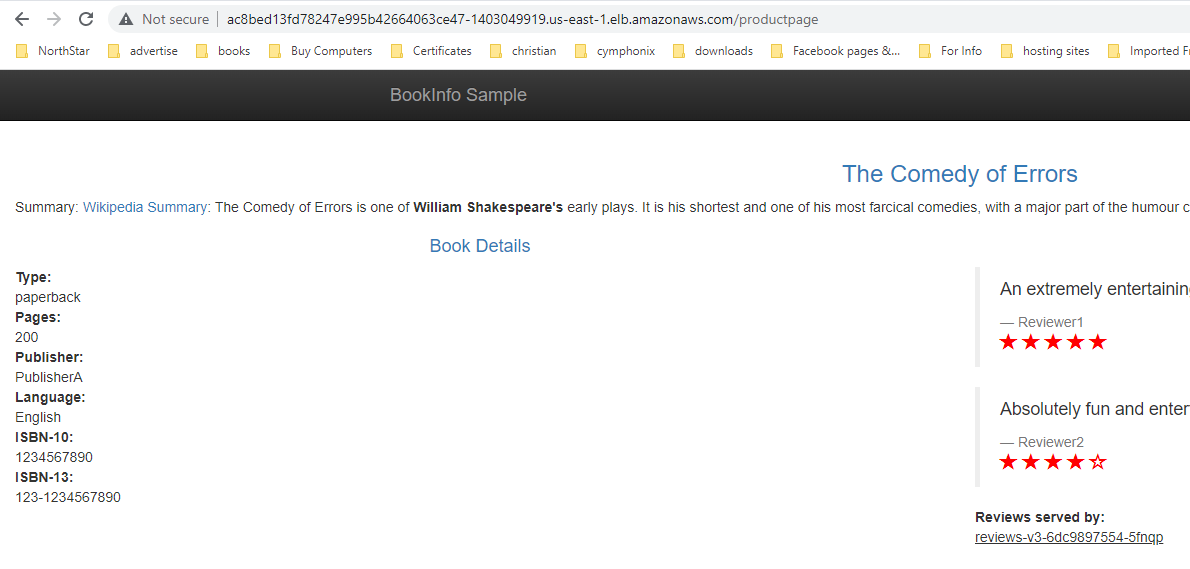 Not secure | ac8bed13fd78247e995b42664063ce47-1403049919.us-east-1.elb.amazonaws.com/productpage
NorthStar advertise books Buy Computers Certificates christian cymphonix downloads Facebook pages &... For Info hosting sites Imported
BookInfo Sample
The Comedy of Errors
Summary: Wikipedia Summary: The Comedy of Errors is one of William Shakespeare's early plays. It is his shortest and one of his most farcical comedies, with a major part of the humour
Book Details
Type:
paperback
Pages:
200
Publisher:
PublisherA
Language:
English
ISBN-10:
1234567890
ISBN-13:
123-1234567890
An extremely entertainin
— Reviewer1
★★★★★
Absolutely fun and enter
— Reviewer2
★★★★☆
Reviews served by:
reviews-v3-6dc9897554-5fnqp